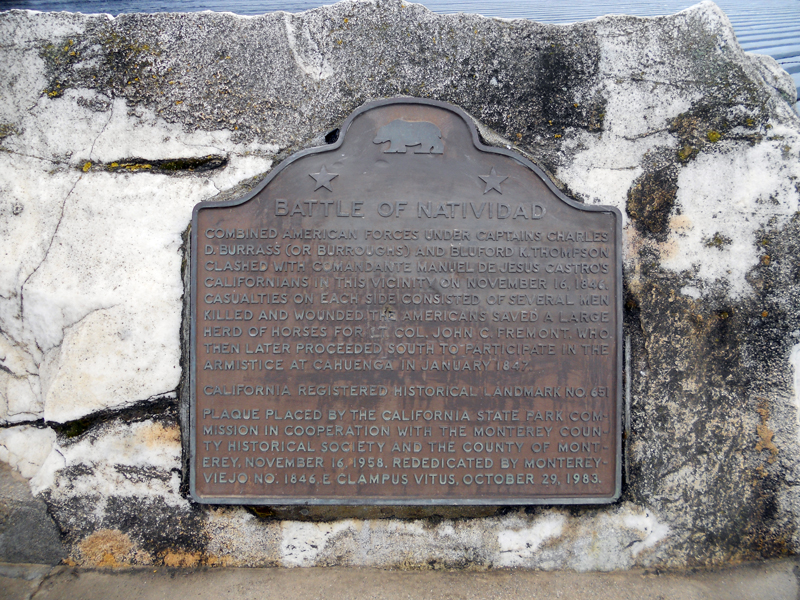 BATTLE OF NATIVIDAD
COMBINED AMERICAN FORCES UNDER CAPTAINS CHARLES
D. BURRASS (OR BURROUGHS) AND BLUFORD K. THOMPSON
CLASHED WITH COMANDANTE MANUEL DE JESUS CASTRO'S
CALIFORNIANS IN THIS VICINITY ON NOVEMBER 16, 1846.
CASUALTIES ON EACH SIDE CONSISTED OF SEVERAL MEN
KILLED AND WOUNDED. THE AMERICANS SAVED A LARGE
HERD OF HORSES FOR LT. COL. JOHN C. FREMONT, WHO
THEN LATER PROCEEDED SOUTH TO PARTICIPATE IN THE
ARMISTICE AT CAHUENGA IN JANUARY 1847.
CALIFORNIA REGISTERED HISTORICAL LANDMARK NO. 651
PLAQUE PLACED BY THE CALIFORNIA STATE PARK COM-
MISSION IN COOPERATION WITH THE MONTEREY COUN-
TY HISTORICAL SOCIETY AND THE COUNTY OF MONT-
EREY, NOVEMBER 16, 1958. REDEDICATED BY MONTEREY-
VIEJO NO. 1846, E CLAMPUS VITUS, OCTOBER 29, 1983.